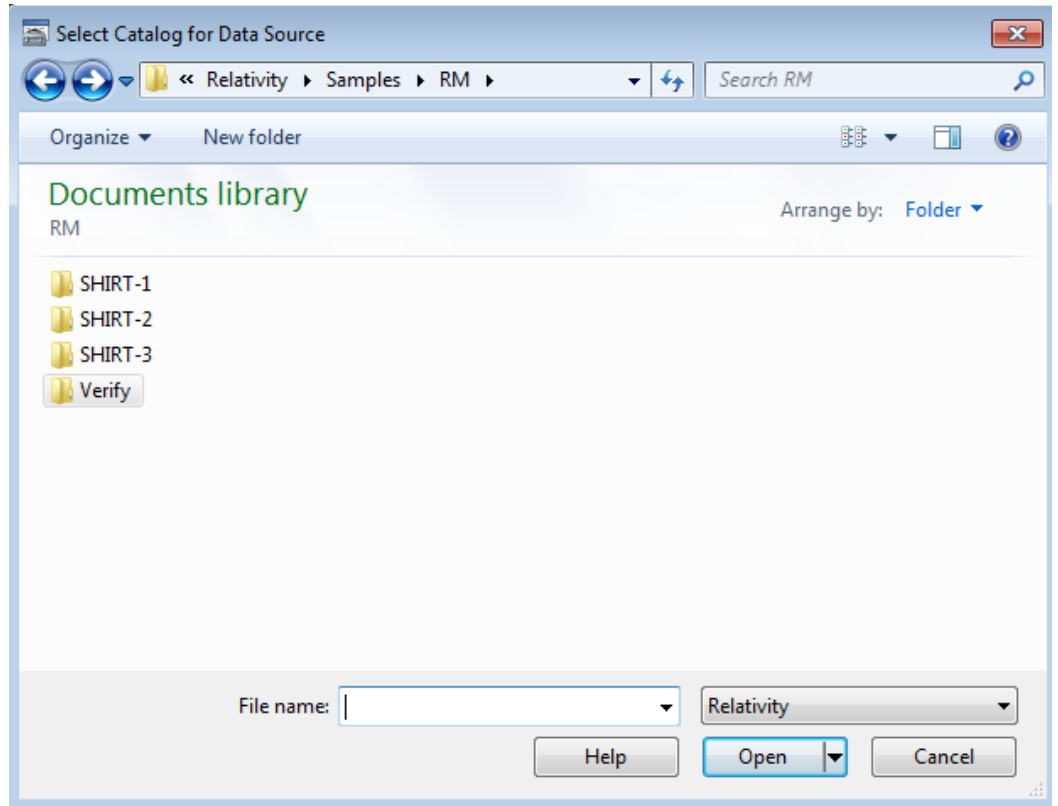 Select Catalog for Data Source
« Relativity Samples RM Search RM
Organize New folder
Documents library
RM
Arrange by: Folder
SHIRT-1
SHIRT-2
SHIRT-3
Verify
File name: Relativity
Help Open Cancel